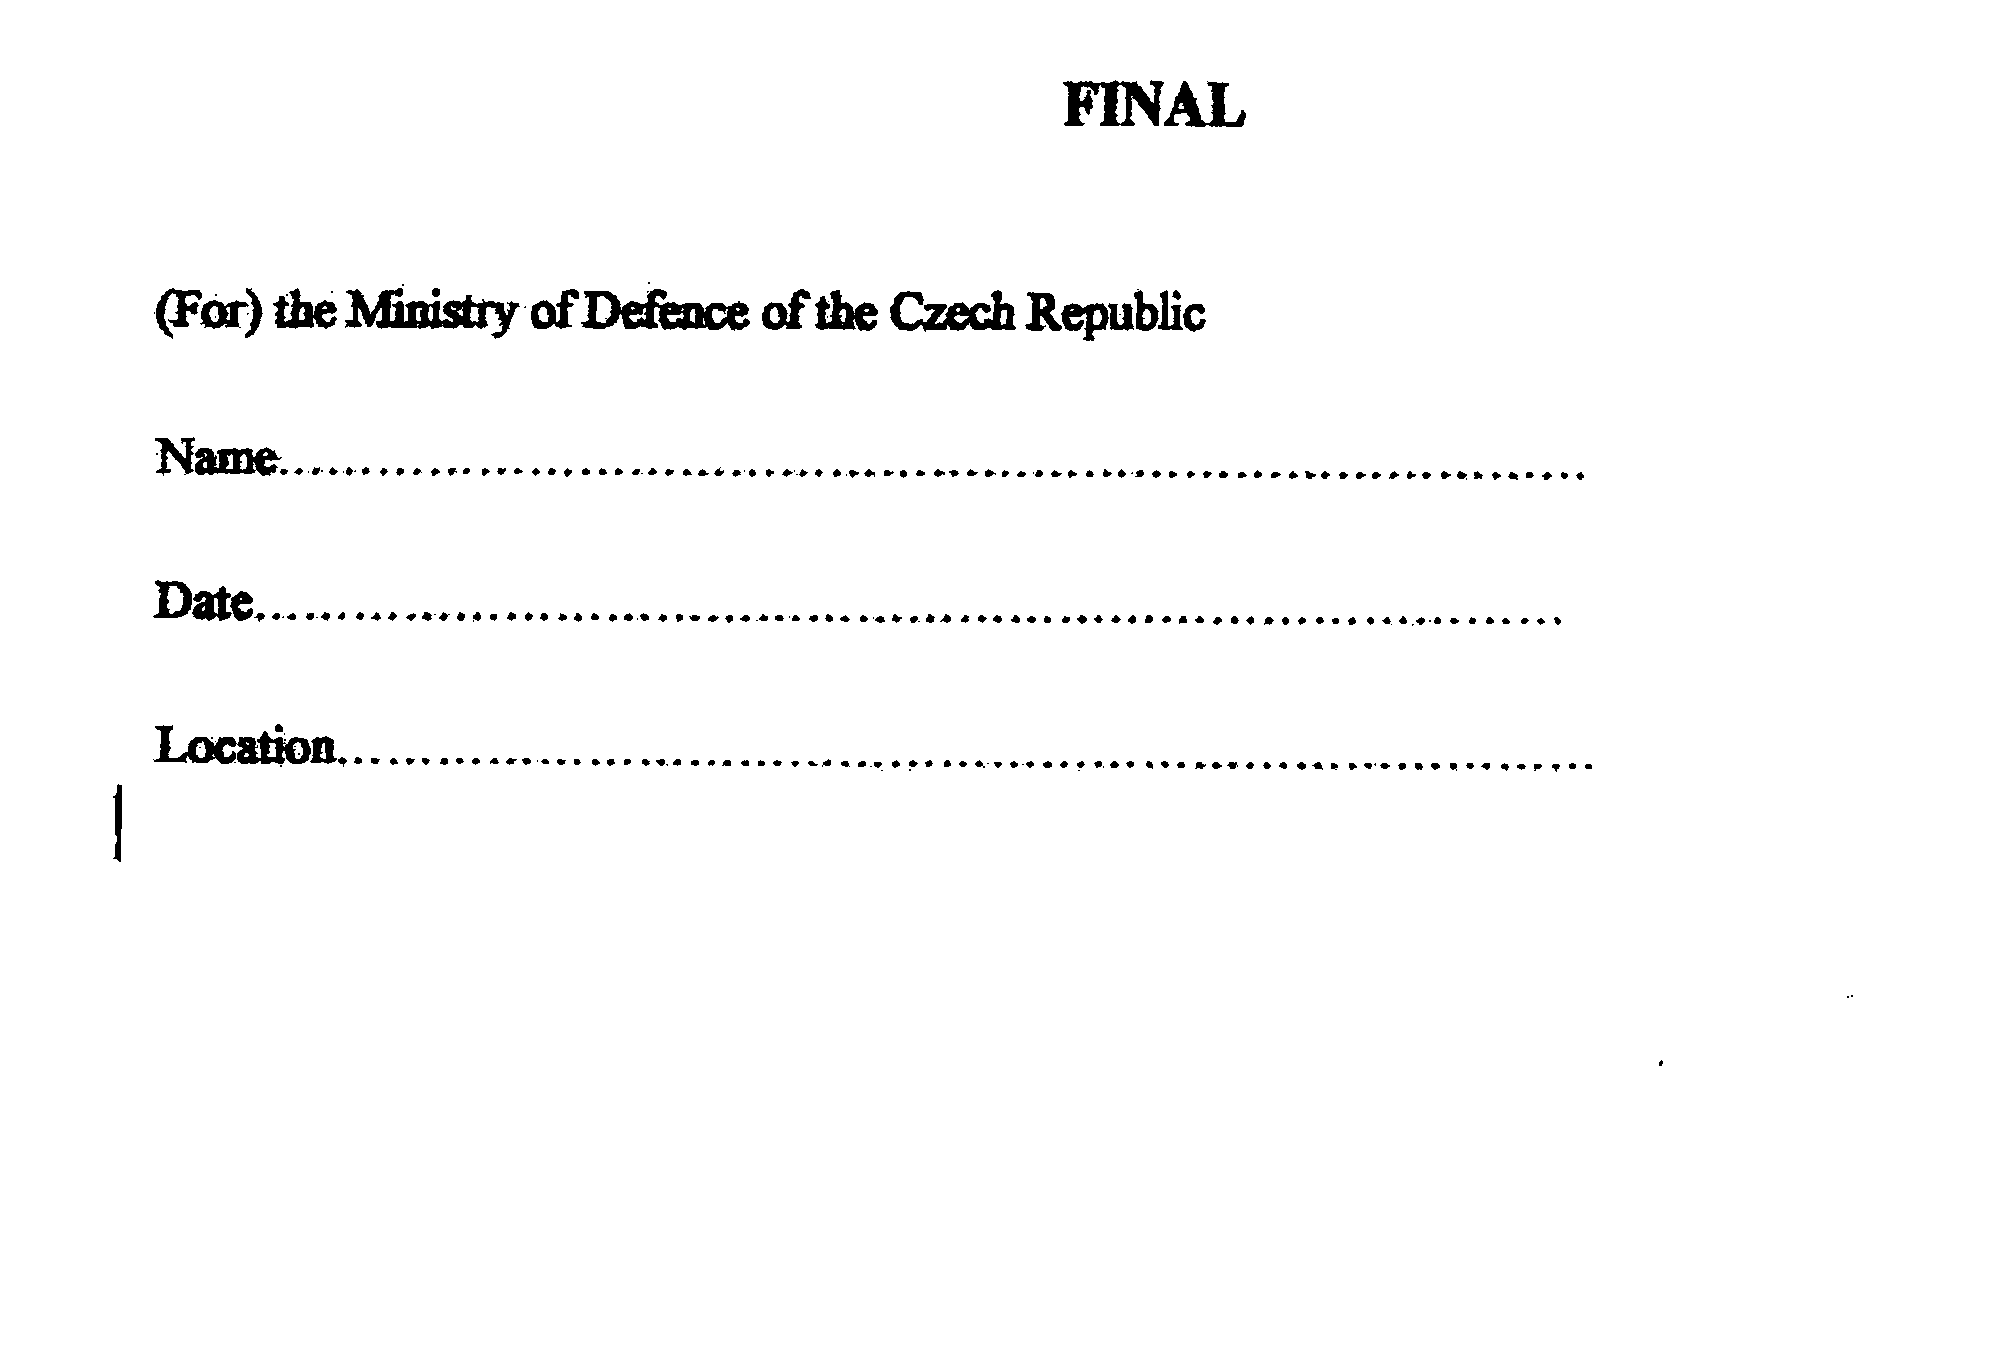 FINAL
(For) the Ministry of Defence of the Czech Republic
Name..............................................................................
Date..............................................................................
Location...........................................................................